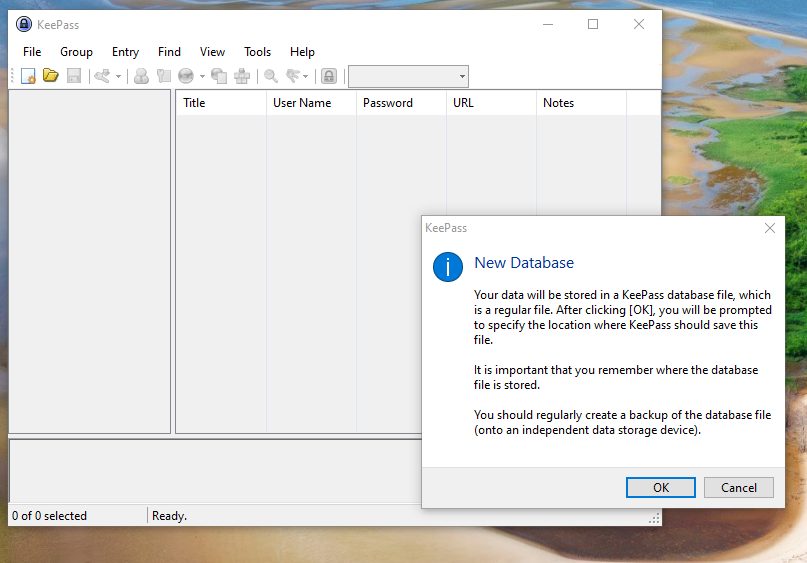 KeePass
File Group Entry Find View Tools Help
Title User Name Password URL Notes
KeePass
New Database
Your data will be stored in a KeePass database file, which
is a regular file. After clicking [OK], you will be prompted
to specify the location where KeePass should save this
file.
It is important that you remember where the database
file is stored.
You should regularly create a backup of the database file
(onto an independent data storage device).
OK Cancel
0 of 0 selected Ready.